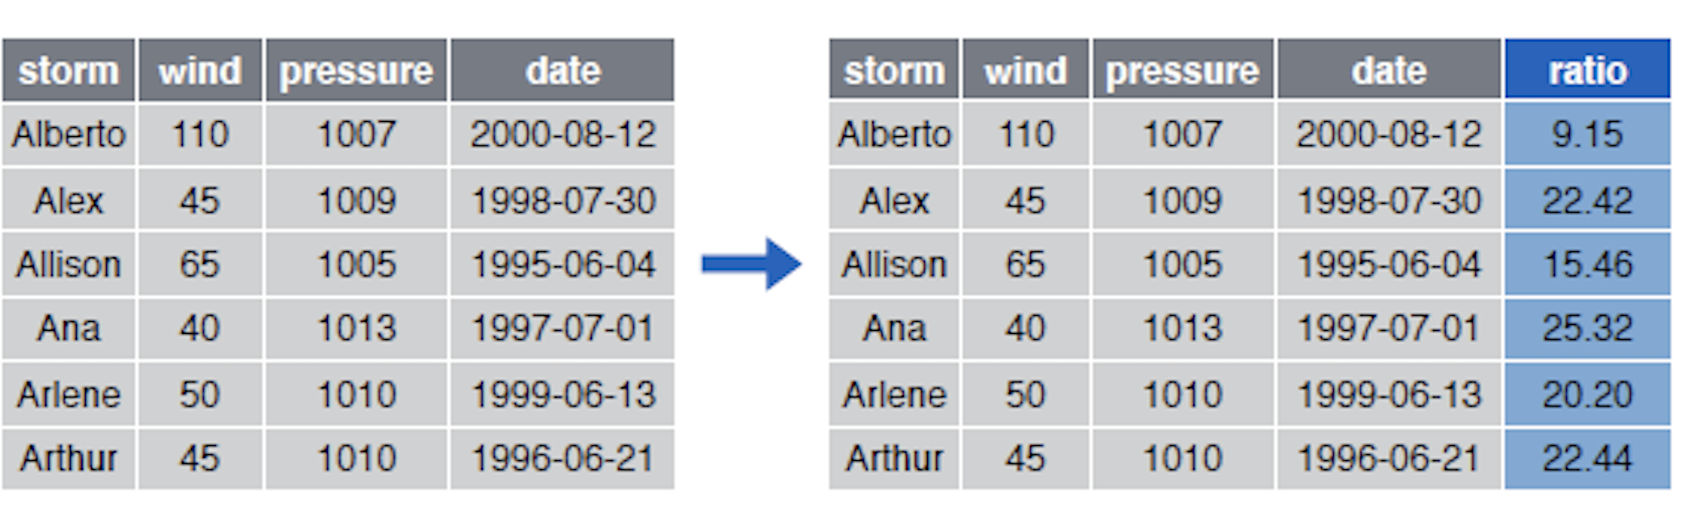 storm wind pressure date
Alberto 110 1007 2000-08-12
Alex 45 1009 1998-07-30
Allison 65 1005 1995-06-04
Ana 40 1013 1997-07-01
Arlene 50 1010 1999-06-13
Arthur 45 1010 1996-06-21
storm wind pressure date ratio
Alberto 110 1007 2000-08-12 9.15
Alex 45 1009 1998-07-30 22.42
Allison 65 1005 1995-06-04 15.46
Ana 40 1013 1997-07-01 25.32
Arlene 50 1010 1999-06-13 20.20
Arthur 45 1010 1996-06-21 22.44